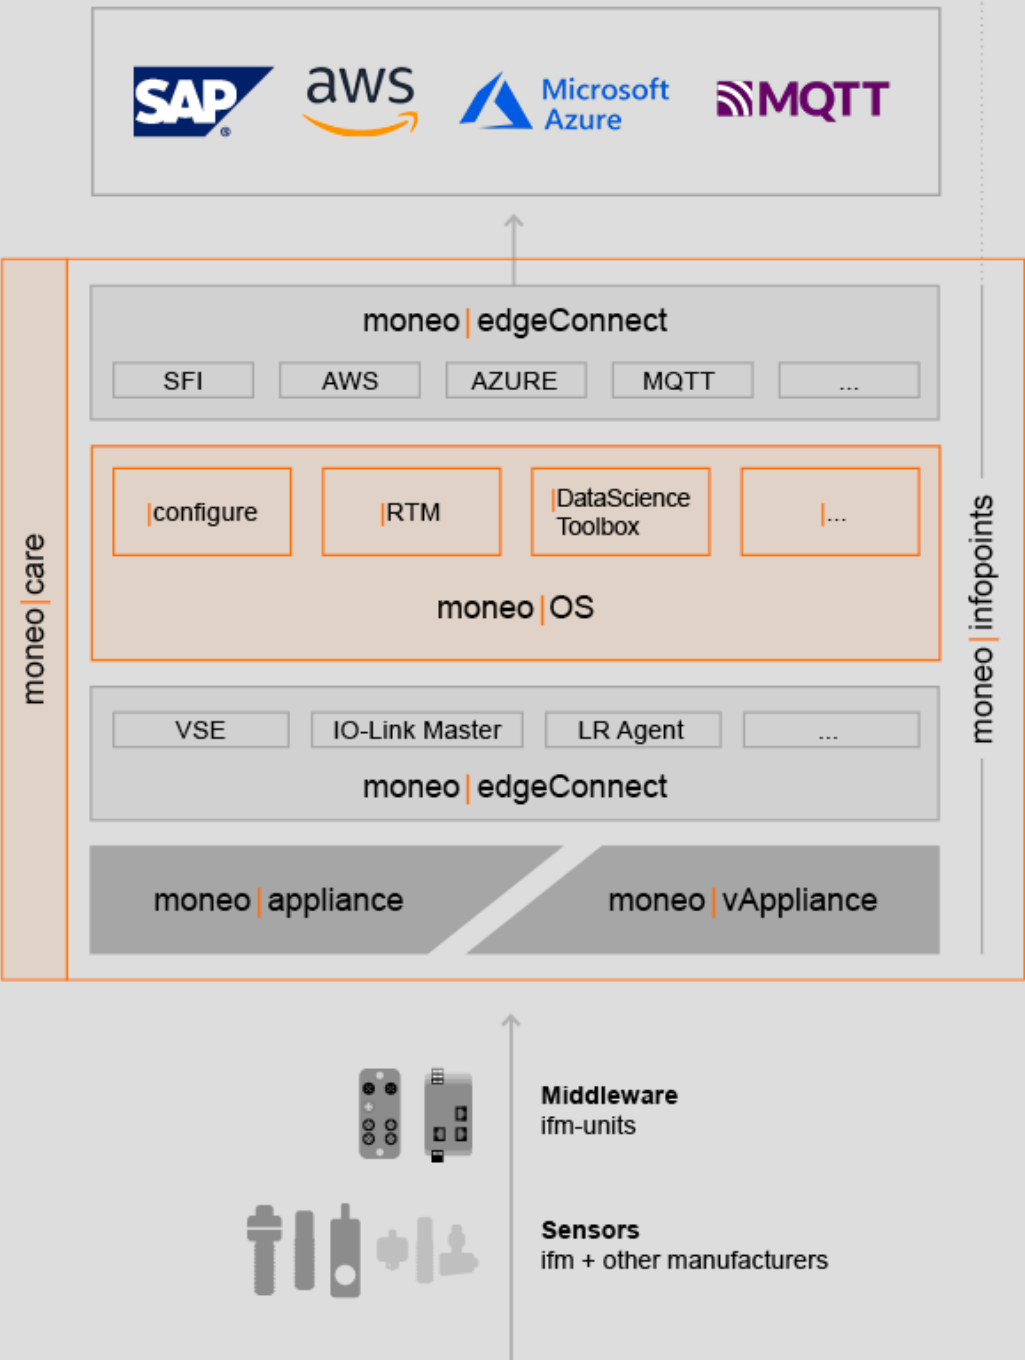 SAP®
aws
Microsoft
Azure
MQTT
moneo|edgeConnect
SFI
AWS
AZURE
MQTT
...
|configure
|RTM
|DataScience
Toolbox
|...
moneo|OS
moneo|care
moneo|infopoints
VSE
IO-Link Master
LR Agent
...
moneo|edgeConnect
moneo|appliance
moneo|vAppliance
Middleware
ifm-units
Sensors
ifm + other manufacturers